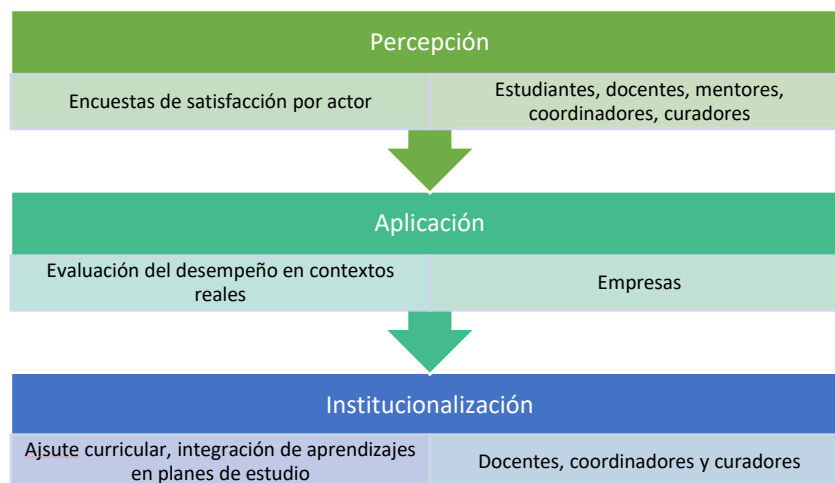 Percepción
Encuestas de satisfacción por actor
Estudiantes, docentes, mentores,
coordinadores, curadores
Aplicación
Evaluación del desempeño en contextos
reales
Empresas
Institucionalización
Ajsute curricular, integración de aprendizajes
en planes de estudio
Docentes, coordinadores y curadores